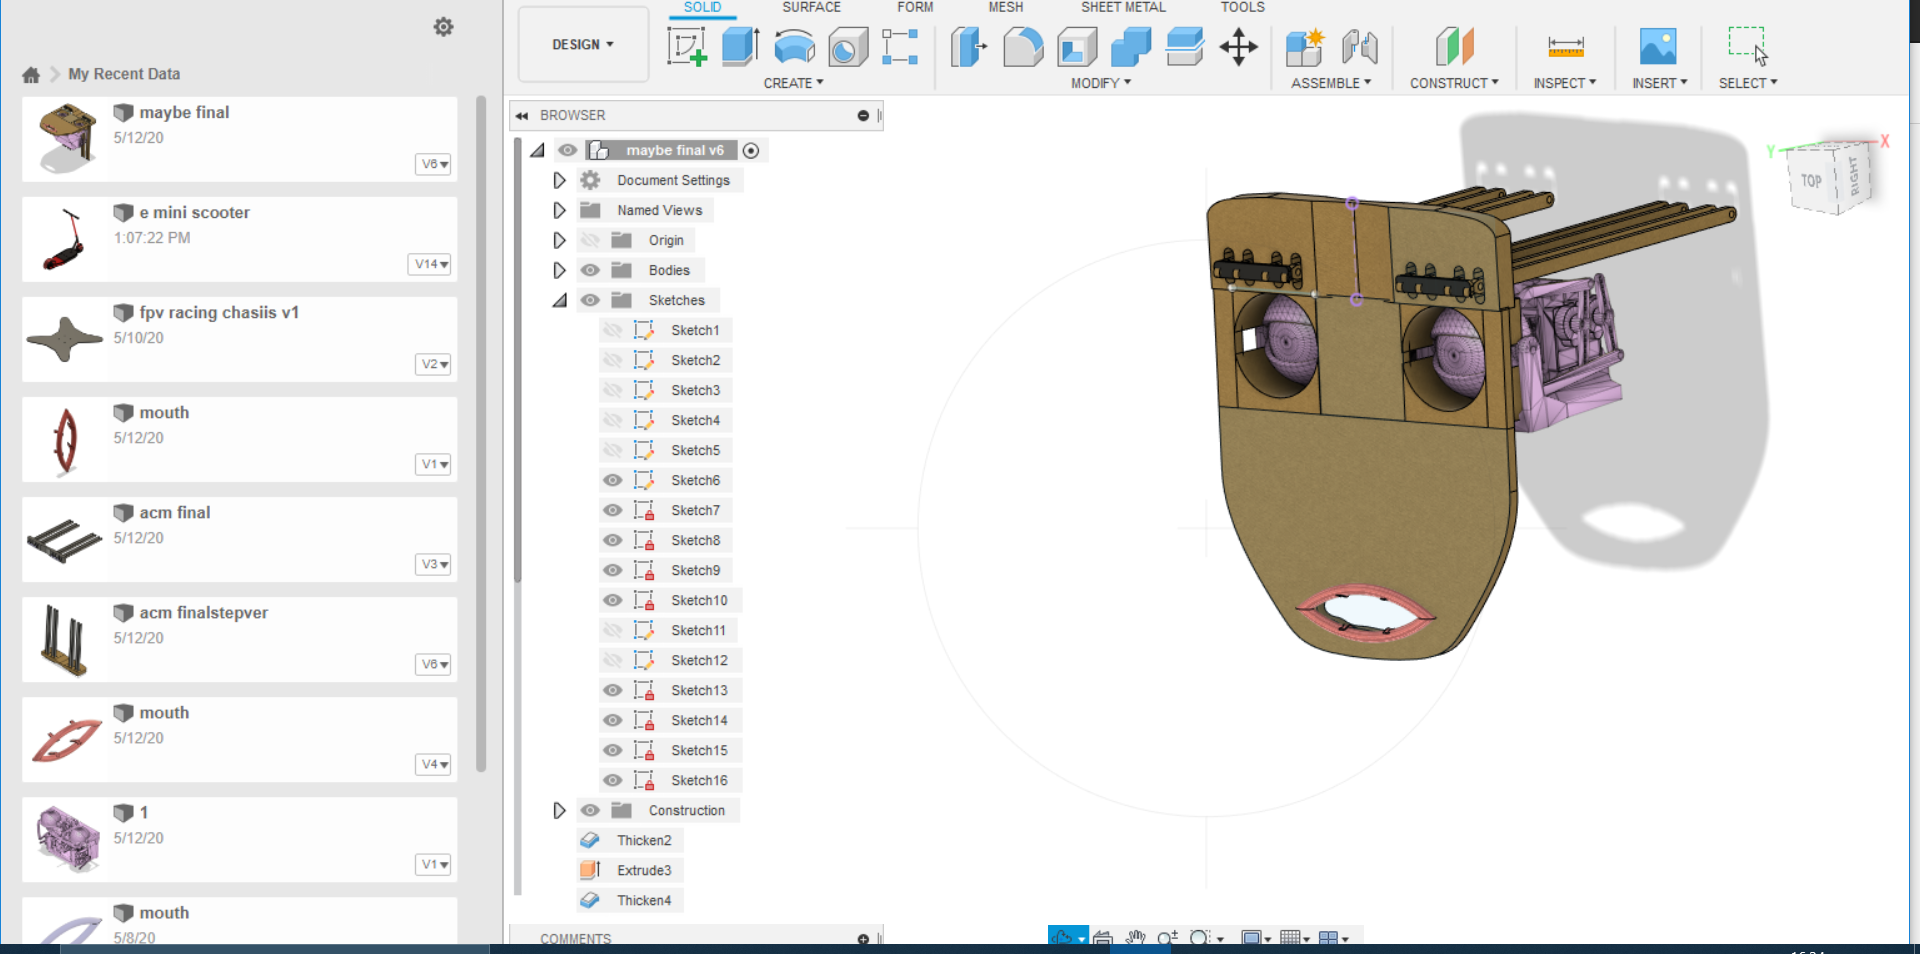 My Recent Data
maybe final
5/12/20
V6
e mini scooter
1:07:22 PM
V14
fpv racing chasiis v1
5/10/20
V2
mouth
5/12/20
V1
acm final
5/12/20
V3
acm finalstepver
5/12/20
V6
mouth
5/12/20
V4
1
5/12/20
V1
mouth
5/8/20
DESIGN
SOLID SURFACE FORM MESH SHEET METAL TOOLS
CREATE MODIFY ASSEMBLE CONSTRUCT INSPECT INSERT SELECT
BROWSER
maybe final v6
Document Settings
Named Views
Origin
Bodies
Sketches
Sketch1
Sketch2
Sketch3
Sketch4
Sketch5
Sketch6
Sketch7
Sketch8
Sketch9
Sketch10
Sketch11
Sketch12
Sketch13
Sketch14
Sketch15
Sketch16
Construction
Thicken2
Extrude3
Thicken4
COMMENTS
Y
X
TOP
RIGHT